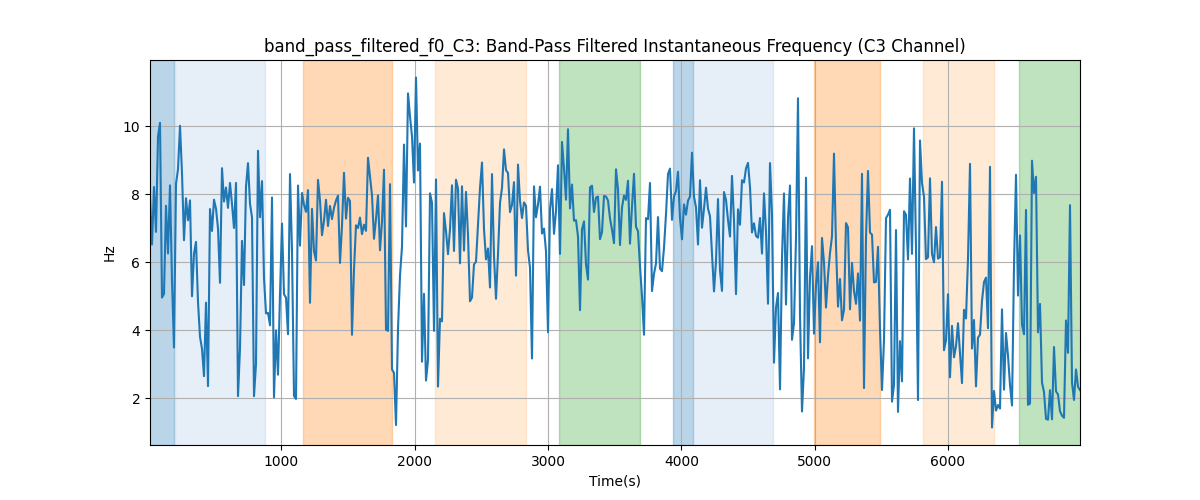 band_pass_filtered_f0_C3: Band-Pass Filtered Instantaneous Frequency (C3 Channel)
10
8
6
4
2
Hz
1000 2000 3000 4000 5000 6000
Time(s)